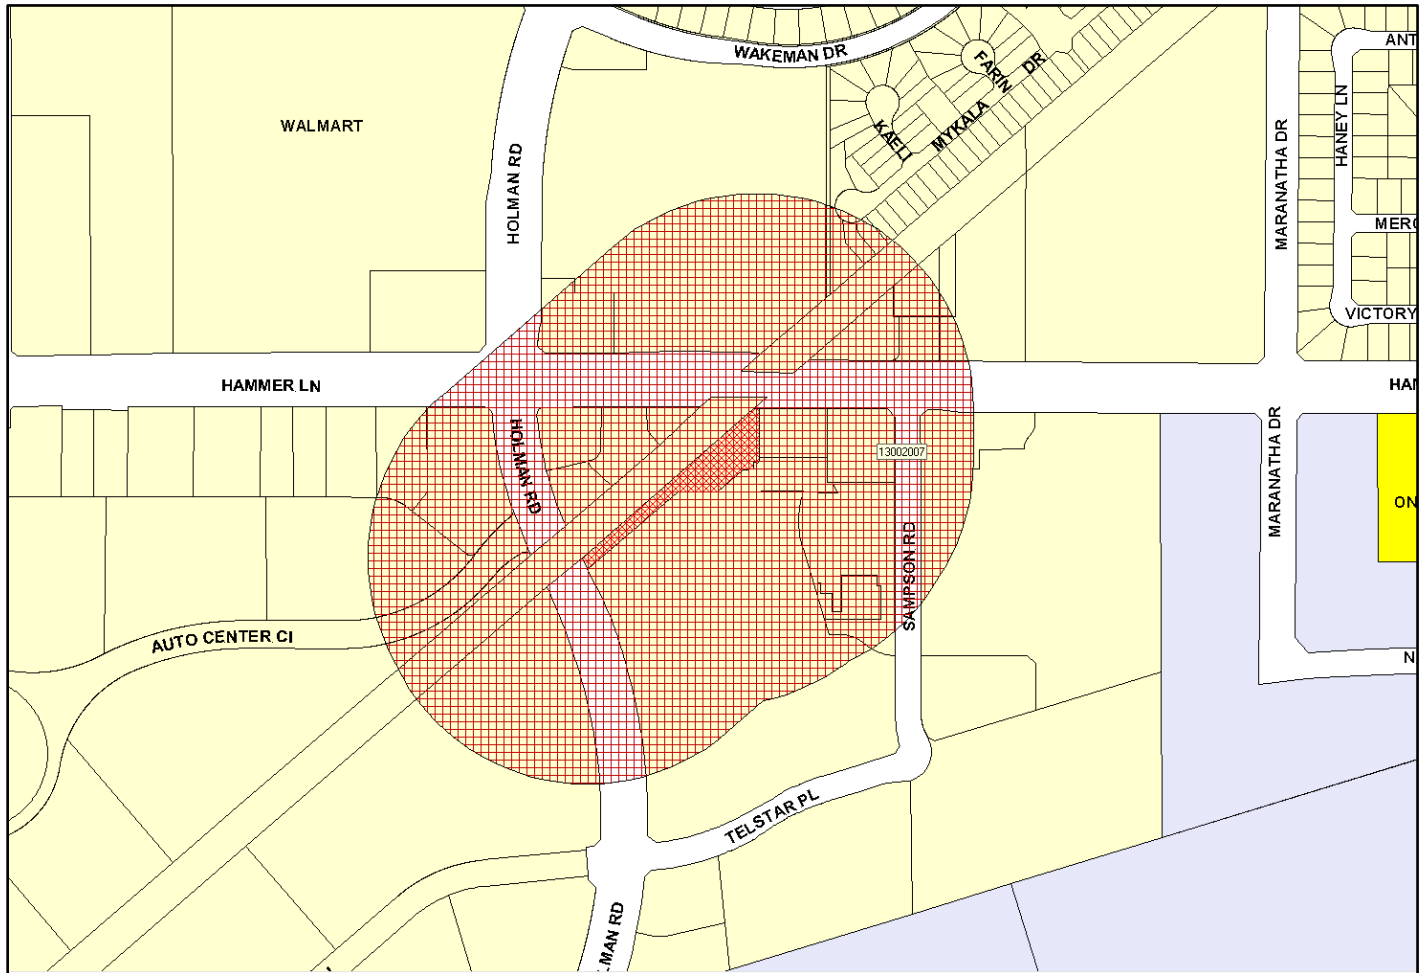 WAKEMAN DR
FARIN
DR
MYKALA
KAELI
WALMART
HOLMAN RD
MARANATHA DR
HANEY LN
ANT
MERC
VICTORY
HAMMER LN
HAM
HOLMAN RD
13002007
SAMPSON RD
MARANATHA DR
ON
AUTO CENTER CI
N
TELSTAR PL
LMAN RD